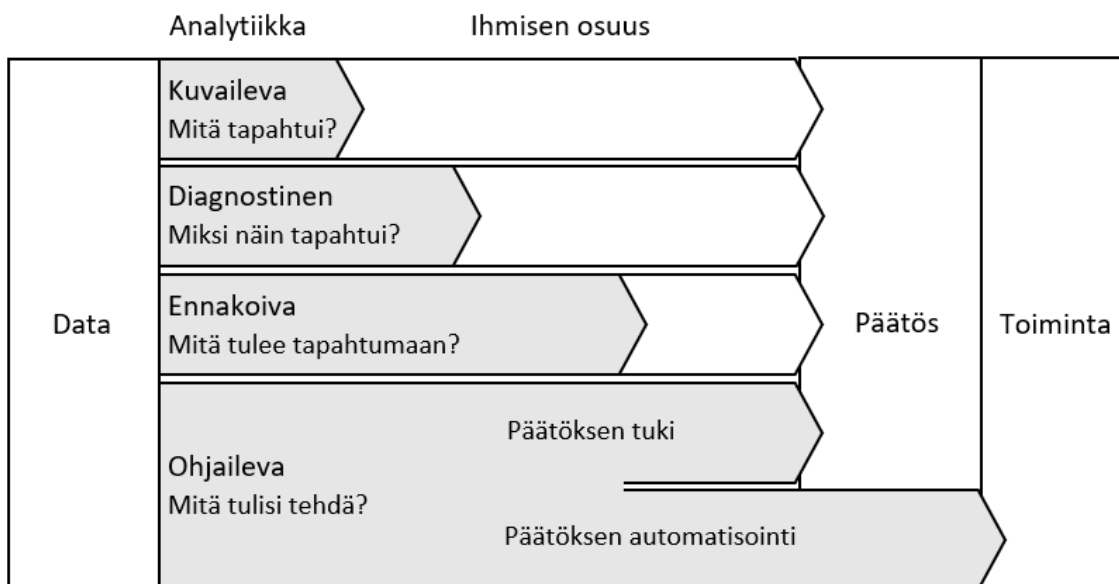 Analytiikka
Ihmisen osuus
Kuvaileva
Mitä tapahtui?
Diagnostinen
Miksi näin tapahtui?
Ennakoiva
Mitä tulee tapahtumaan?
Data
Päätös
Toiminta
Päätöksen tuki
Ohjaileva
Mitä tulisi tehdä?
Päätöksen automatisointi